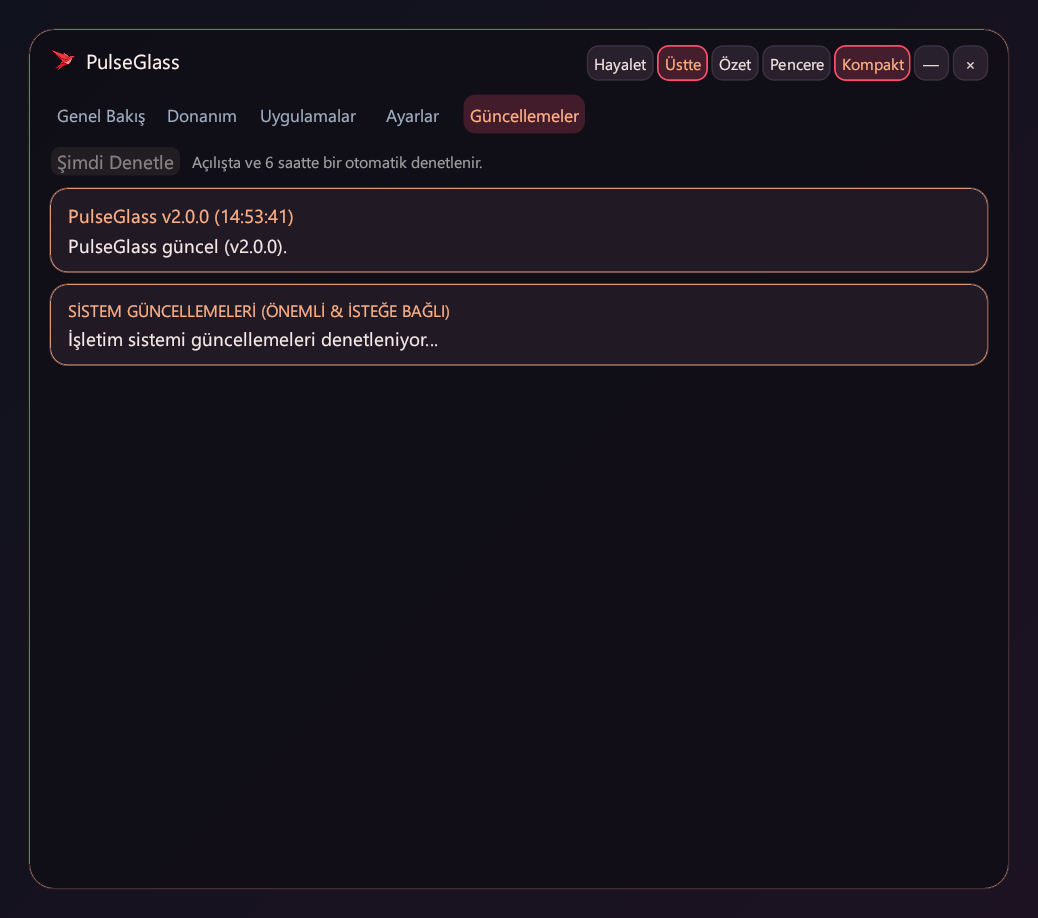 PulseGlass
Hayalet Üstte Özet Pencere Kompakt — ×
Genel Bakış Donanım Uygulamalar Ayarlar Güncellemeler
Şimdi Denetle Açılışta ve 6 saatte bir otomatik denetlenir.
PulseGlass v2.0.0 (14:53:41)
PulseGlass güncel (v2.0.0).
SİSTEM GÜNCELLEMELERİ (ÖNEMLİ & İSTEĞE BAĞLI)
İşletim sistemi güncellemeleri denetleniyor...